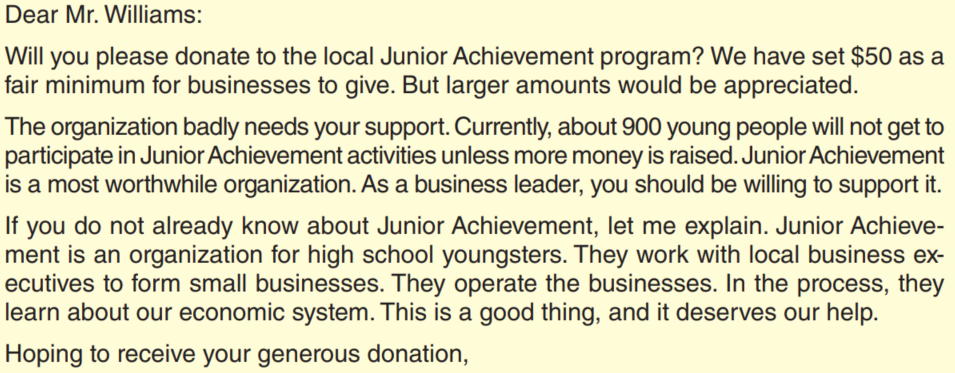 Dear Mr. Williams:
Will you please donate to the local Junior Achievement program? We have set $50 as a
fair minimum for businesses to give. But larger amounts would be appreciated.
The organization badly needs your support. Currently, about 900 young people will not get to
participate in Junior Achievement activities unless more money is raised. Junior Achievement
is a most worthwhile organization. As a business leader, you should be willing to support it.
If you do not already know about Junior Achievement, let me explain. Junior Achieve-
ment is an organization for high school youngsters. They work with local business ex-
ecutives to form small businesses. They operate the businesses. In the process, they
learn about our economic system. This is a good thing, and it deserves our help.
Hoping to receive your generous donation,